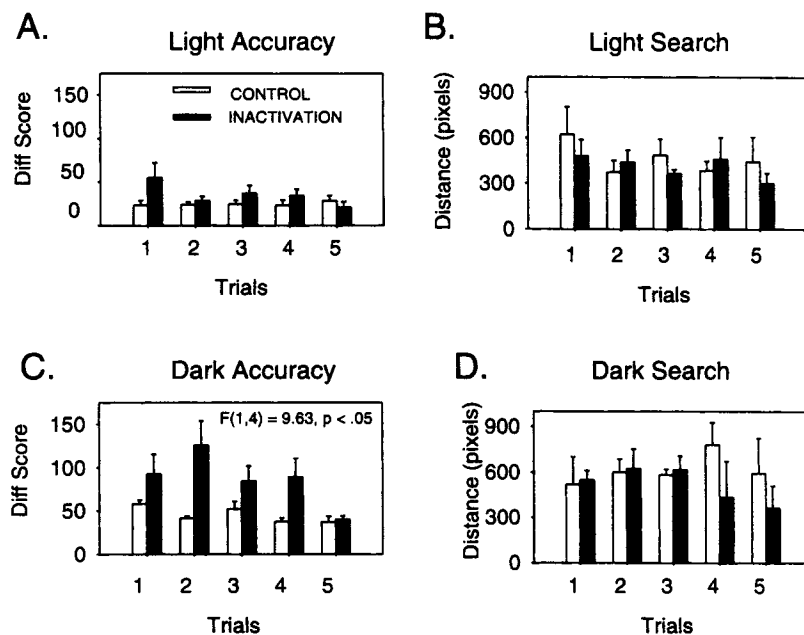 A.
Light Accuracy
Diff Score
150
100
50
0
CONTROL
INACTIVATION
1 2 3 4 5
Trials
B.
Light Search
Distance (pixels)
900
600
300
0
1 2 3 4 5
Trials
C.
Dark Accuracy
Diff Score
150
100
50
0
F(1,4) = 9.63, p < .05
1 2 3 4 5
Trials
D.
Dark Search
Distance (pixels)
900
600
300
0
1 2 3 4 5
Trials